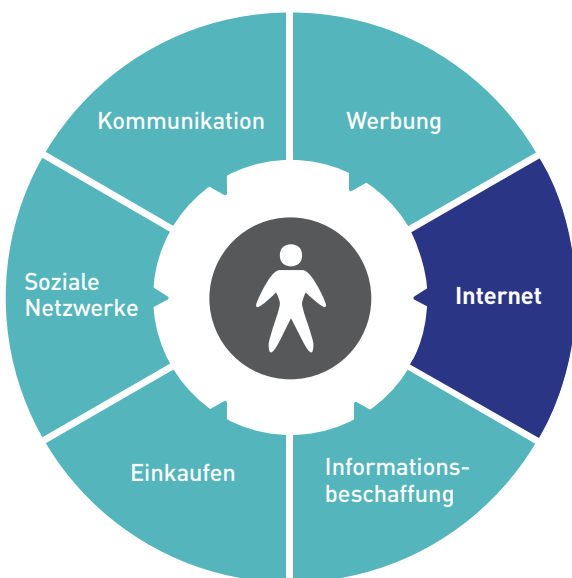 Kommunikation
Werbung
Soziale
Netzwerke
Internet
Einkaufen
Informations-
beschaffung